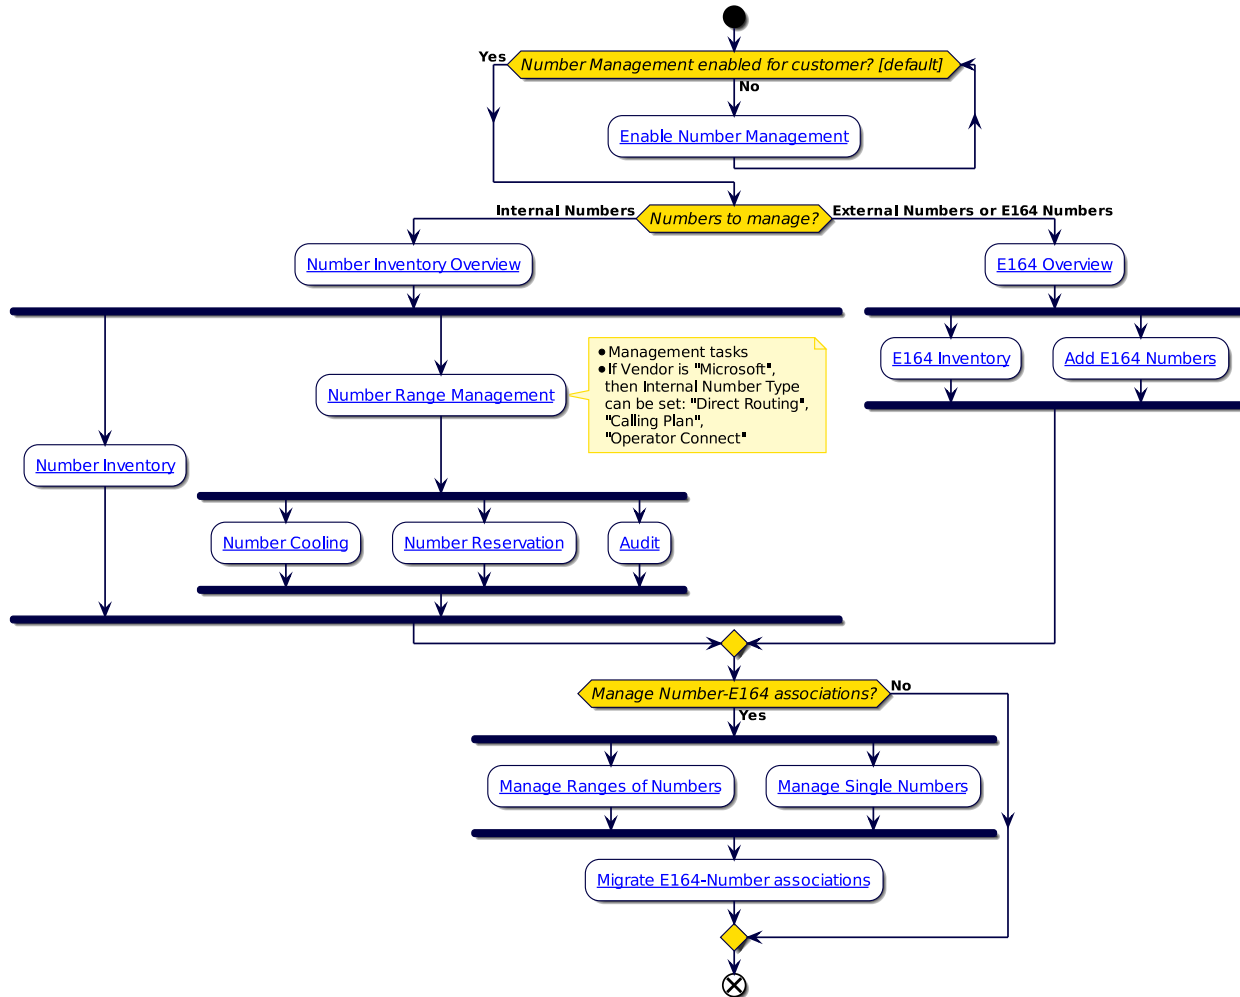 Yes
Number Management enabled for customer? [default]
No
Enable Number Management
Internal Numbers
Numbers to manage?
External Numbers or E164 Numbers
Number Inventory Overview
E164 Overview
Number Range Management
• Management tasks
• If Vendor is "Microsoft",
then Internal Number Type
can be set: "Direct Routing",
"Calling Plan",
"Operator Connect"
E164 Inventory
Add E164 Numbers
Number Inventory
Number Cooling
Number Reservation
Audit
Manage Number-E164 associations?
No
Yes
Manage Ranges of Numbers
Manage Single Numbers
Migrate E164-Number associations